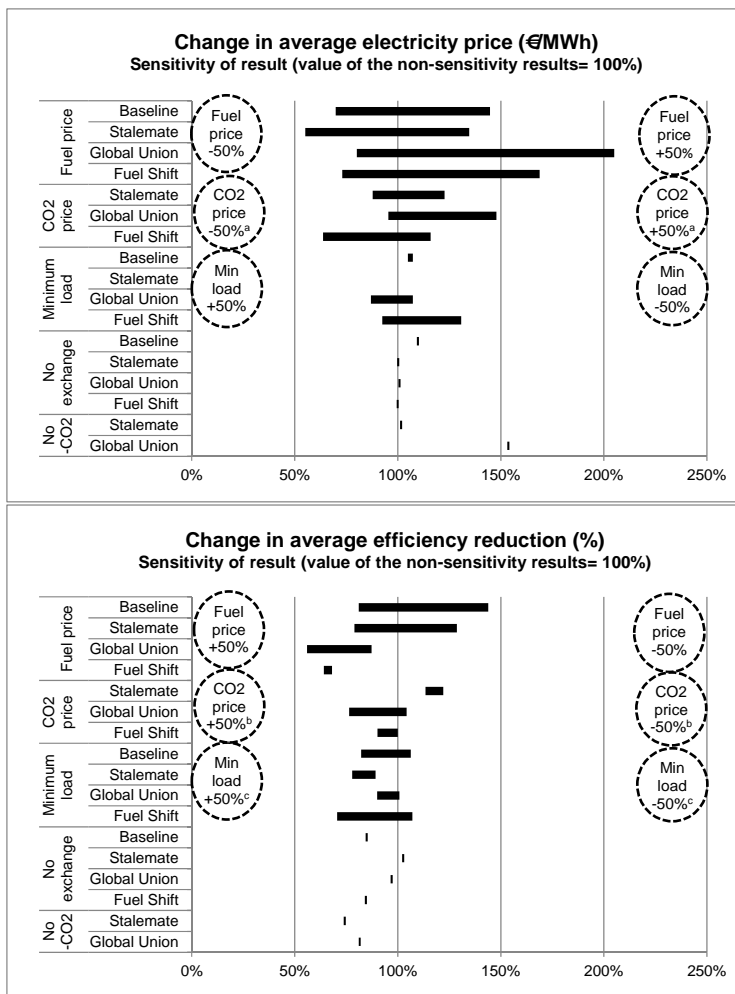 Change in average electricity price (€/MWh)
Sensitivity of result (value of the non-sensitivity results= 100%)
Fuel price
Baseline
Stalemate
Global Union
Fuel Shift
CO2
price
Stalemate
Global Union
Fuel Shift
Minimum
load
Baseline
Stalemate
Global Union
Fuel Shift
No
exchange
Baseline
Stalemate
Global Union
Fuel Shift
No
-CO2
Stalemate
Global Union
Fuel
price
-50%
CO2
price
-50%a
Min
load
+50%
Fuel
price
+50%
CO2
price
+50%a
Min
load
-50%
0% 50% 100% 150% 200% 250%
Change in average efficiency reduction (%)
Sensitivity of result (value of the non-sensitivity results= 100%)
Fuel price
Baseline
Stalemate
Global Union
Fuel Shift
CO2
price
Stalemate
Global Union
Fuel Shift
Minimum
load
Baseline
Stalemate
Global Union
Fuel Shift
No
exchange
Baseline
Stalemate
Global Union
Fuel Shift
No
-CO2
Stalemate
Global Union
Fuel
price
+50%
CO2
price
+50%b
Min
load
+50%c
Fuel
price
-50%
CO2
price
-50%b
Min
load
-50%c
0% 50% 100% 150% 200% 250%